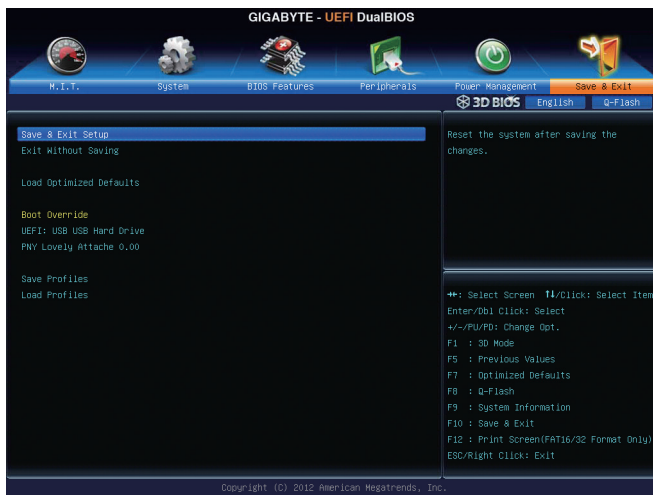 GIGABYTE - UEFI DualBIOS
M.I.T.
System
BIOS Features
Peripherals
Power Management
Save & Exit
3D BIOS
English
Q-Flash
Save & Exit Setup
Exit Without Saving
Load Optimized Defaults
Boot Override
UEFI: USB USB Hard Drive
PNY Lovely Attache 0.00
Save Profiles
Load Profiles
Reset the system after saving the
changes.
→←: Select Screen ↑↓/Click: Select Item
Enter/Dbl Click: Select
+/-/PU/PD: Change Opt.
F1 : 3D Mode
F5 : Previous Values
F7 : Optimized Defaults
F8 : Q-Flash
F9 : System Information
F10 : Save & Exit
F12 : Print Screen(FAT16/32 Format Only)
ESC/Right Click: Exit
Copyright (C) 2012 American Megatrends, Inc.